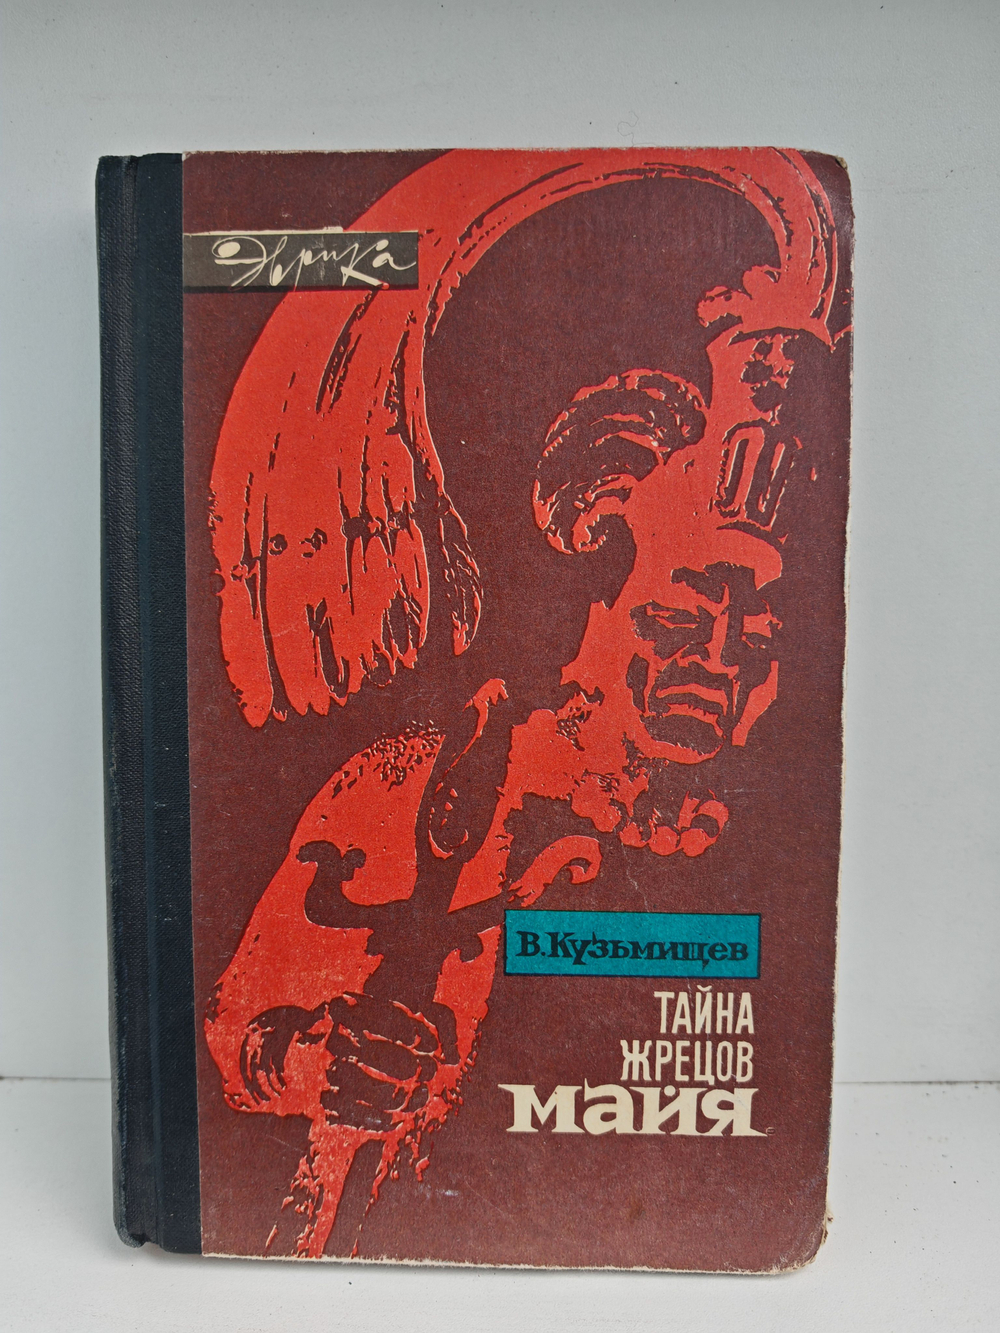 Эврика
В. Кузьмищев
ТАЙНА
ЖРЕЦОВ
МАЙЯ